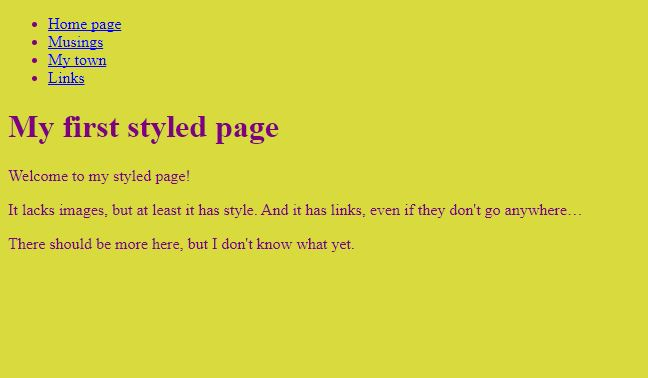 Home page
Musings
My town
Links
My first styled page
Welcome to my styled page!
It lacks images, but at least it has style. And it has links, even if they don't go anywhere…
There should be more here, but I don't know what yet.